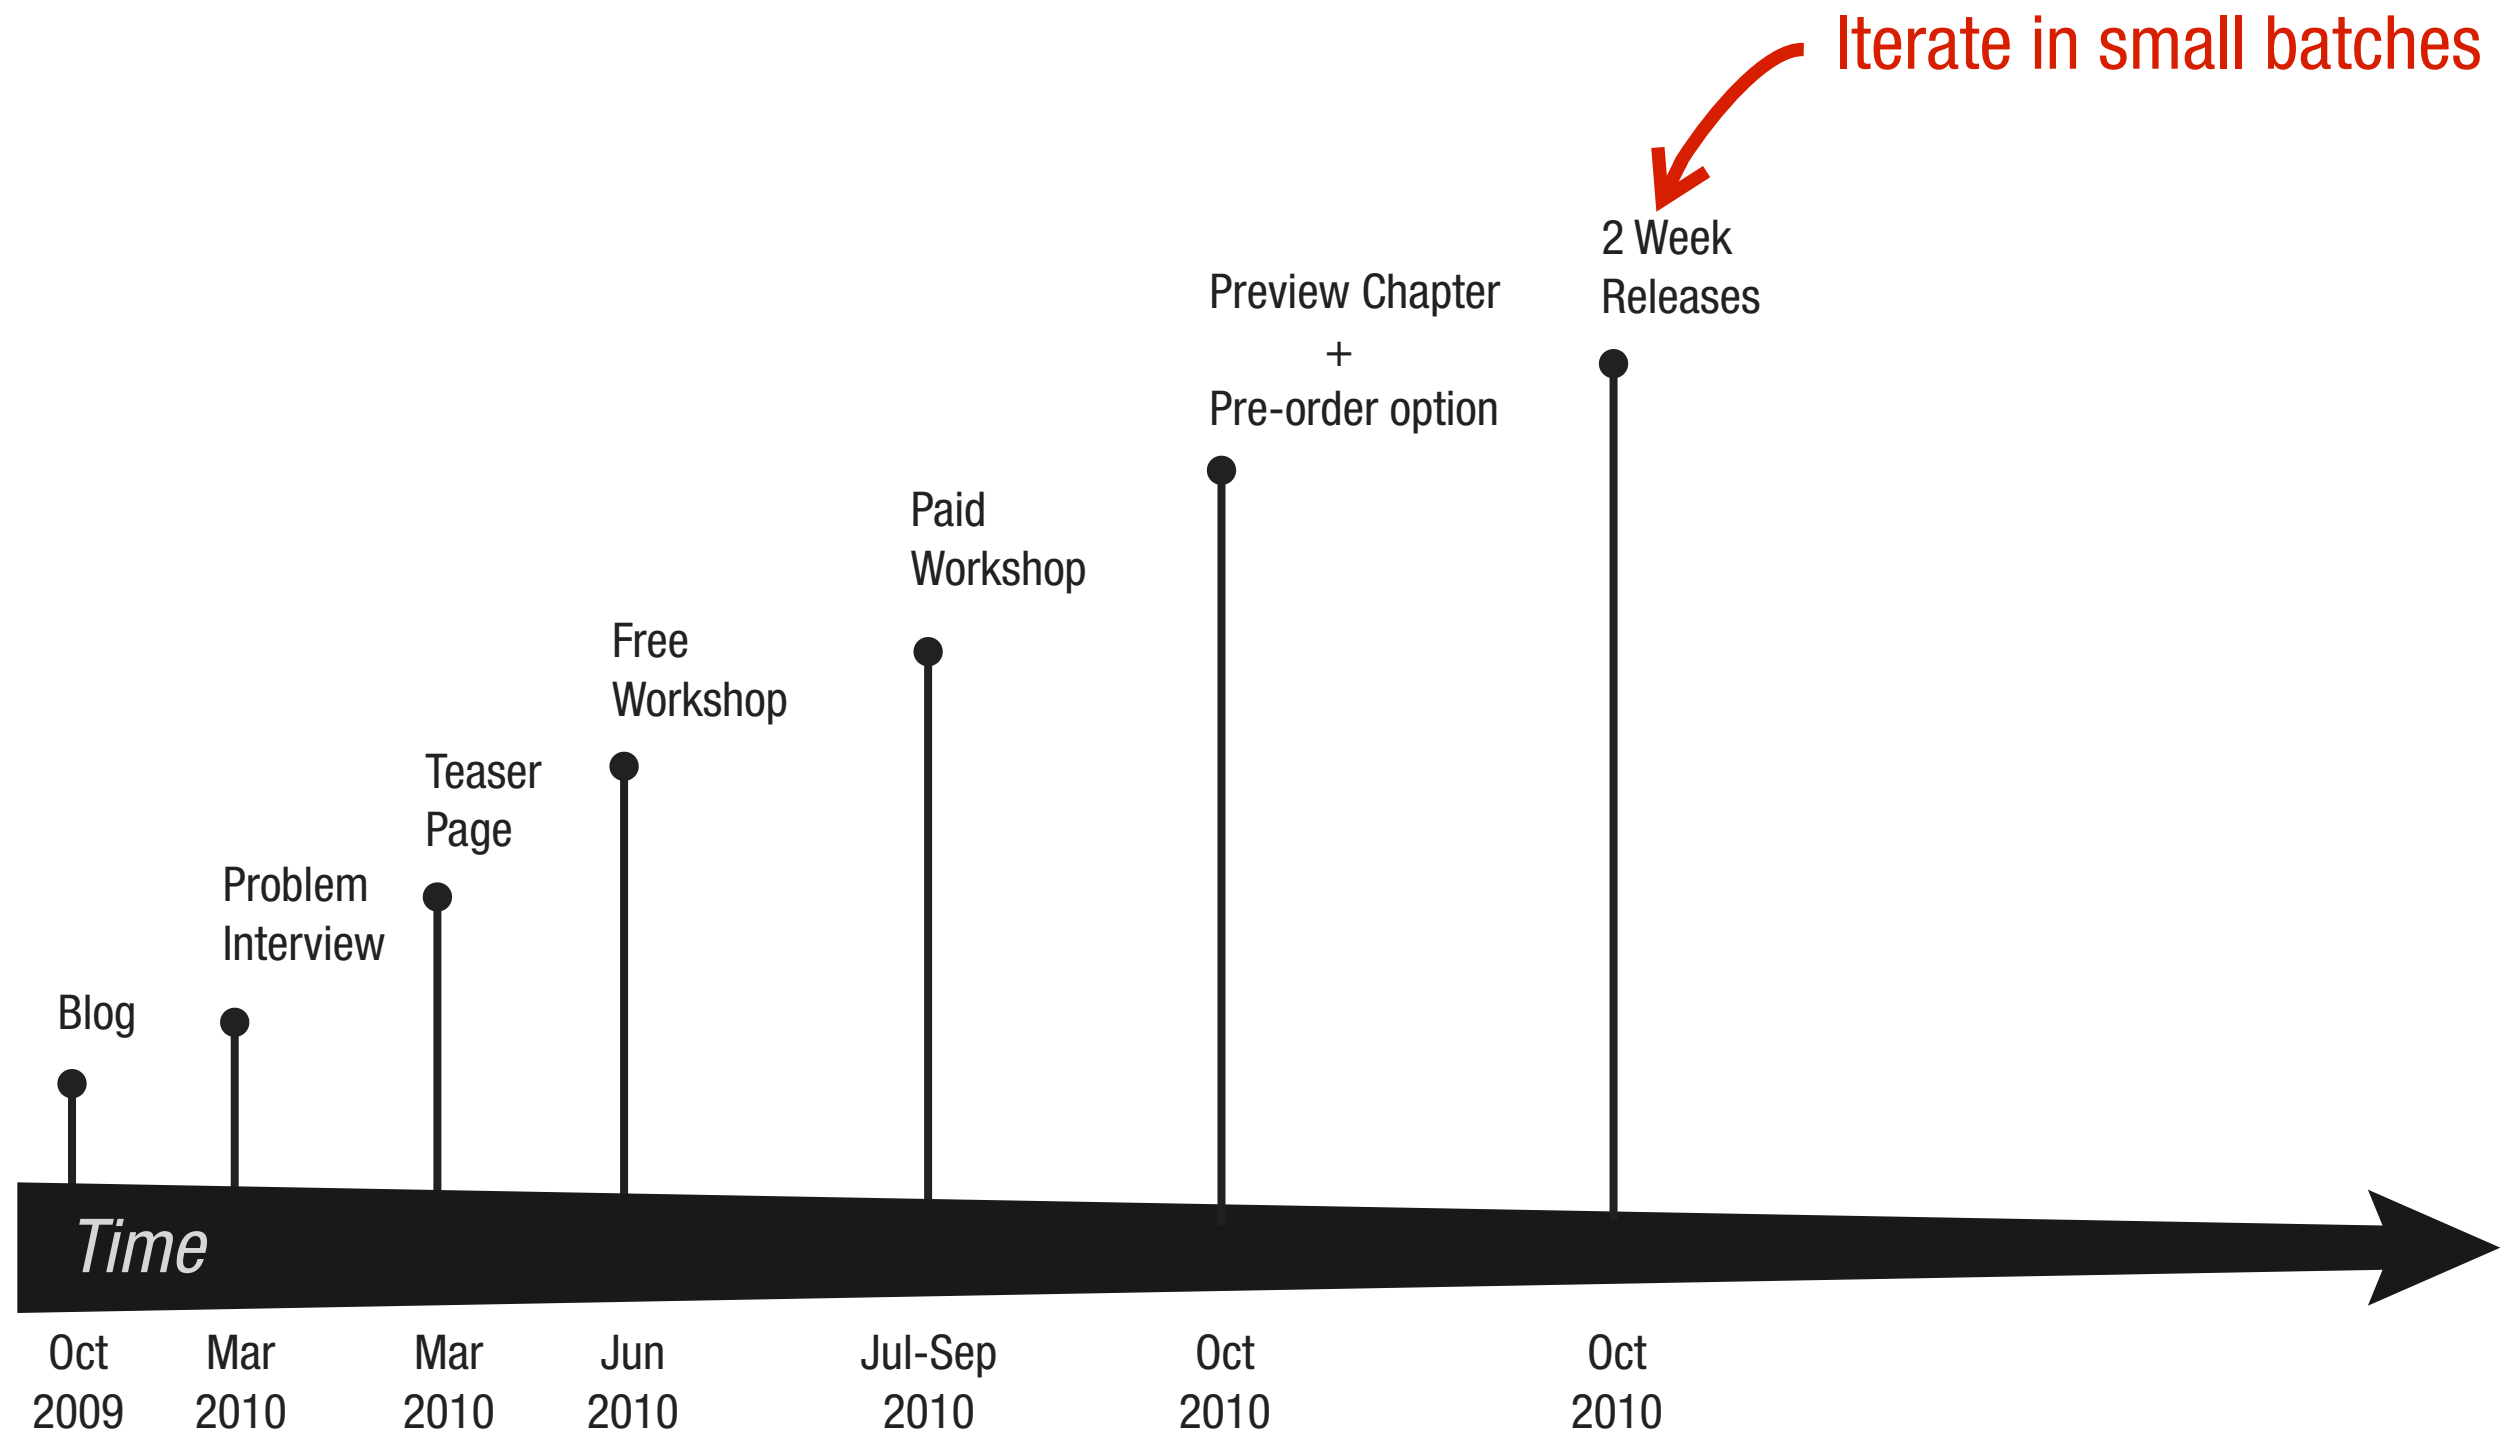 Iterate in small batches
2 Week
Releases
Preview Chapter
+
Pre-order option
Paid
Workshop
Free
Workshop
Teaser
Page
Problem
Interview
Blog
Time
Oct
2009
Mar
2010
Mar
2010
Jun
2010
Jul-Sep
2010
Oct
2010
Oct
2010